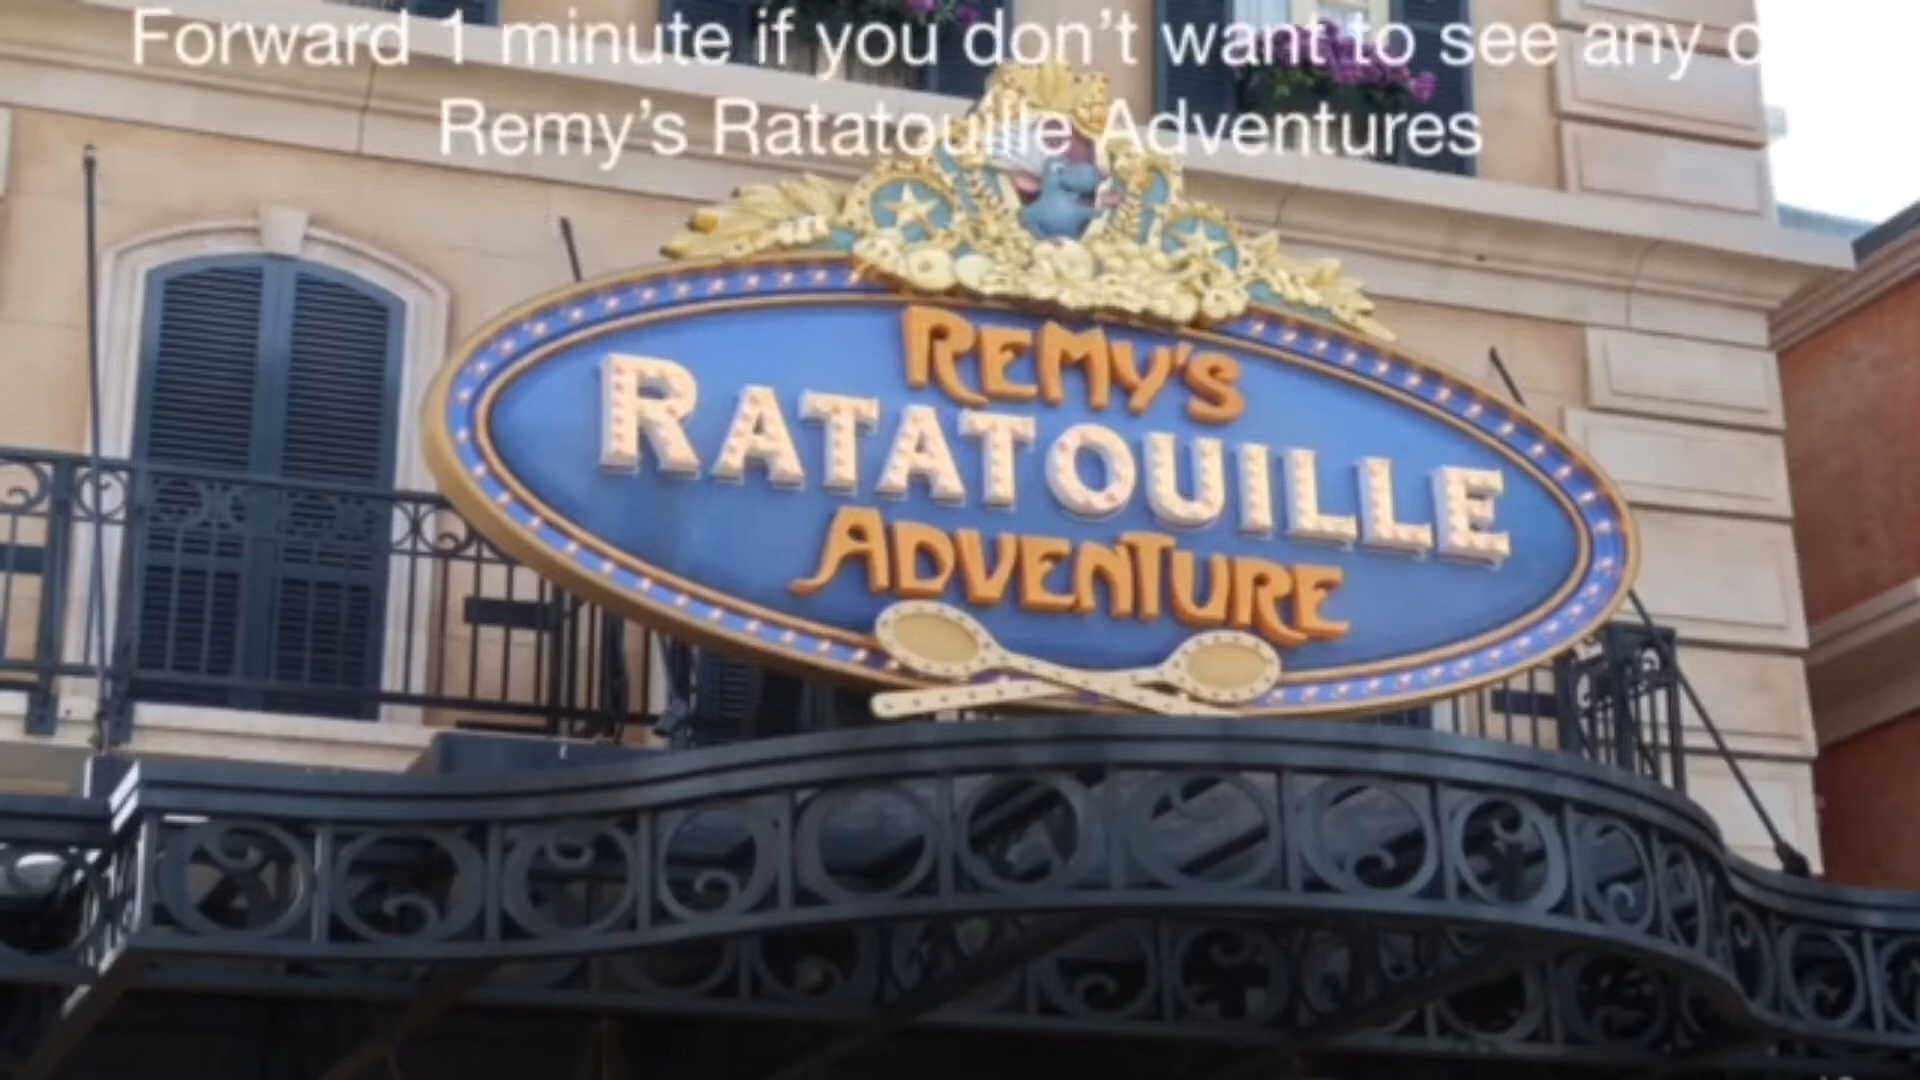 Forward 1 minute if you don't want to see any
Remy's Ratatouille Adventures
REMY'S
RATATOUILLE
ADVENTURE